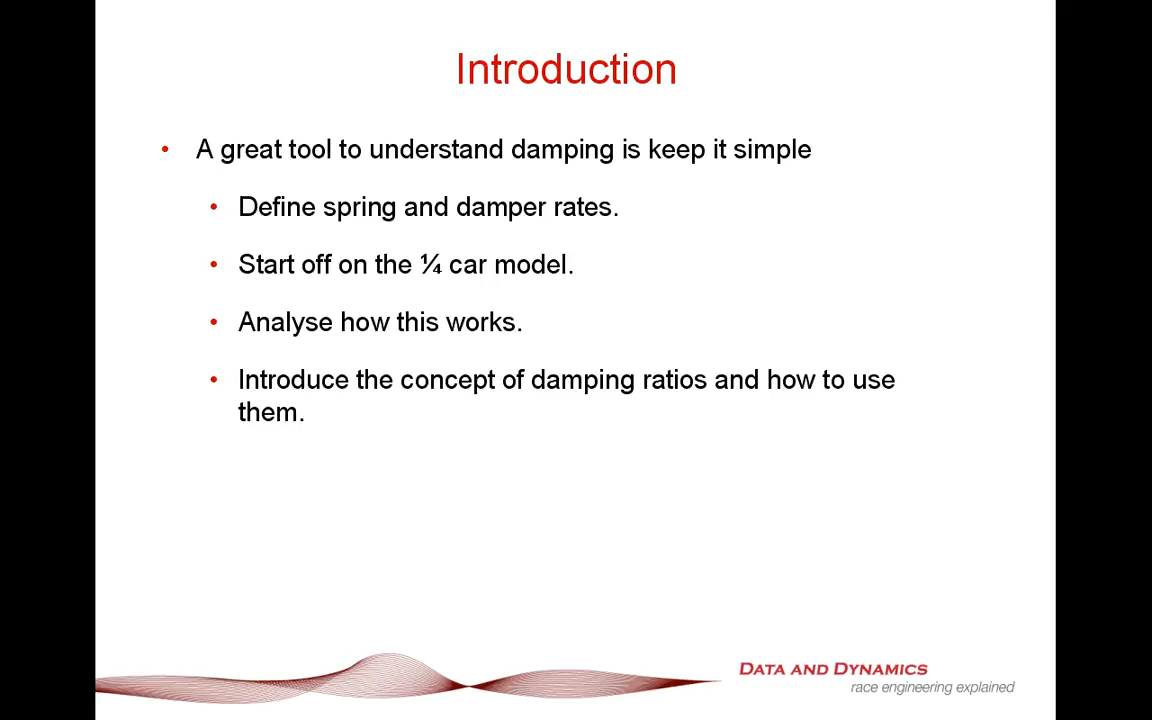 Introduction
• A great tool to understand damping is keep it simple
• Define spring and damper rates.
• Start off on the ¼ car model.
• Analyse how this works.
• Introduce the concept of damping ratios and how to use
them.
DATA AND DYNAMICS
race engineering explained